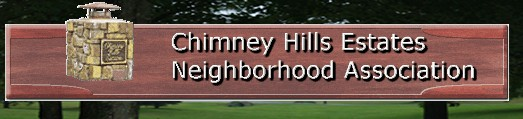 Chimney Hills Estates
Neighborhood Association